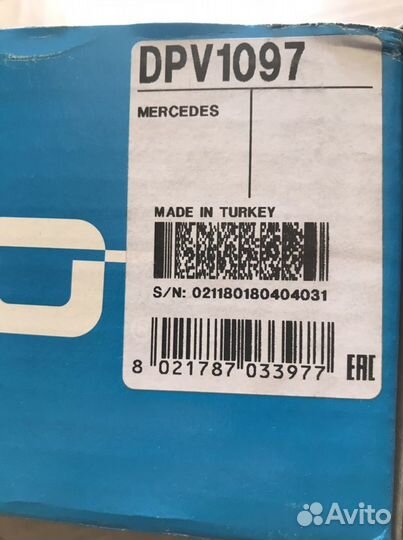 DPV1097
MERCEDES
MADE IN TURKEY
S/N: 021180180404031
8 021787 033977
EAC
Avito